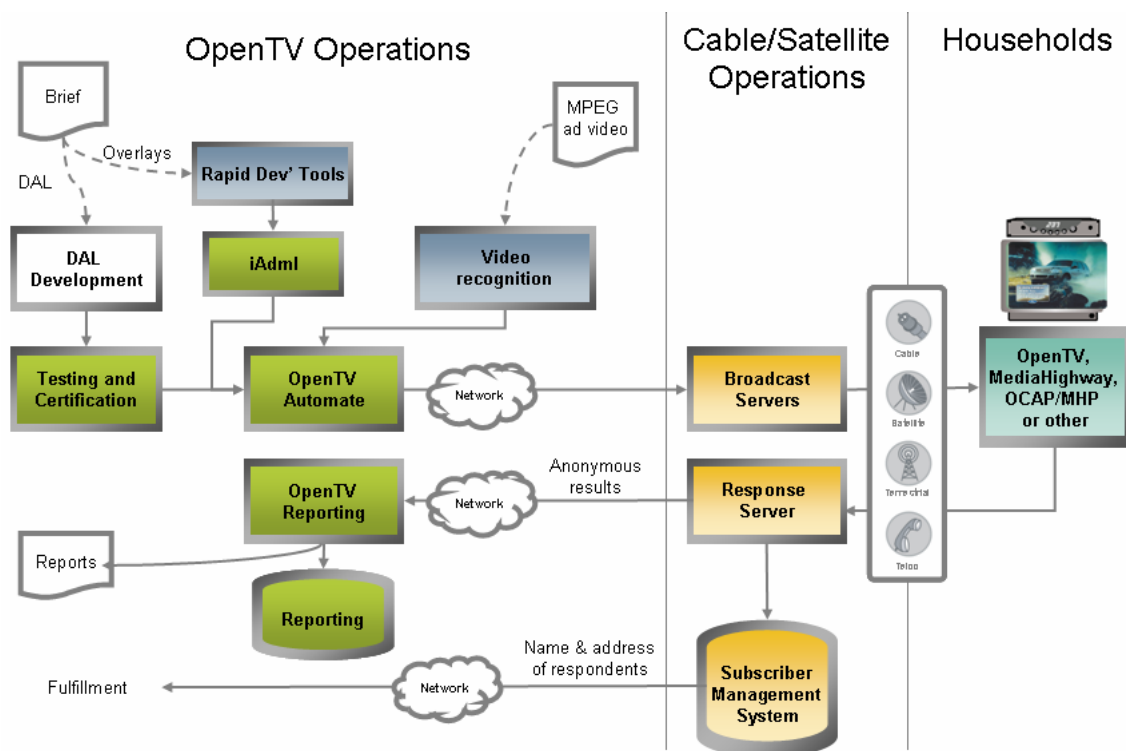 OpenTV Operations
Cable/Satellite
Operations
Households
Brief
MPEG
ad video
Overlays
DAL
Rapid Dev' Tools
DAL
Development
iAdml
Video
recognition
Cable
Satellite
Terrectrial
Telco
Testing and
Certification
OpenTV
Automate
Network
Broadcast
Servers
OpenTV,
MediaHighway,
OCAP/MHP
or other
OpenTV
Reporting
Network
Anonymous
results
Response
Server
Reports
Reporting
Name & address
of respondents
Fulfillment
Network
Subscriber
Management
System